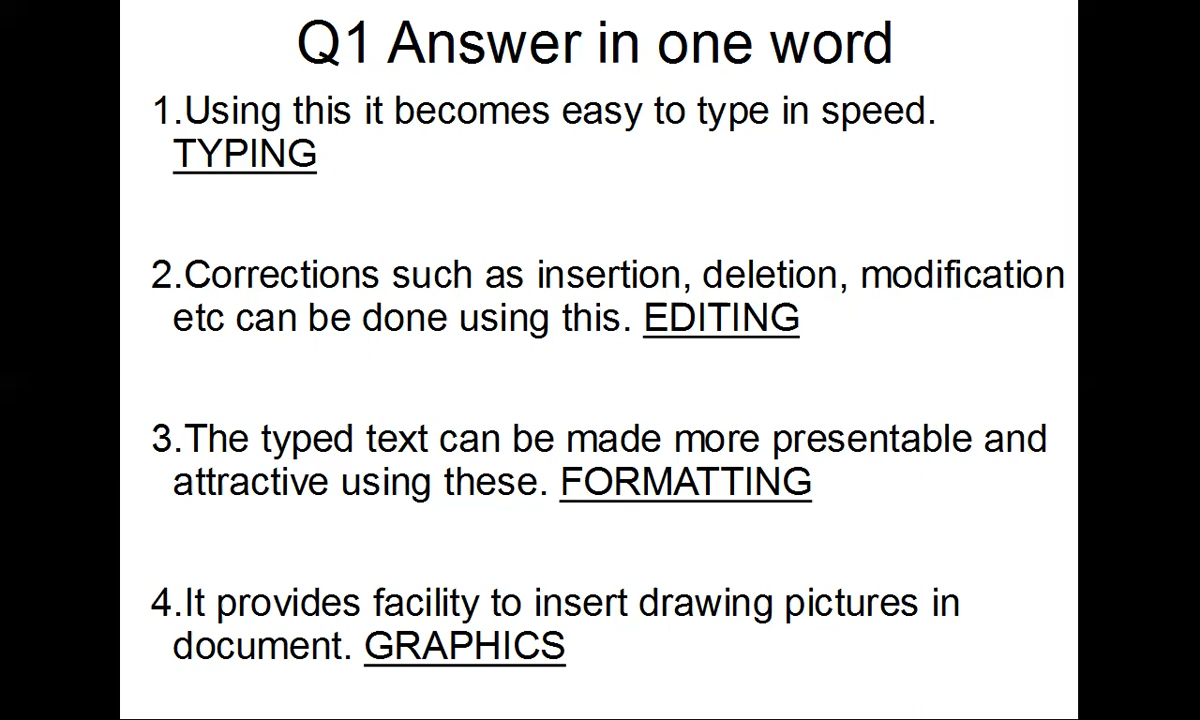 Q1 Answer in one word
1.Using this it becomes easy to type in speed.
TYPING
2.Corrections such as insertion, deletion, modification
etc can be done using this. EDITING
3.The typed text can be made more presentable and
attractive using these. FORMATTING
4.It provides facility to insert drawing pictures in
document. GRAPHICS